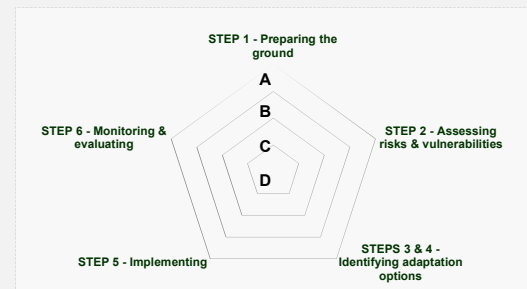 STEP 1 - Preparing the
ground
A
B
C
D
STEP 6 - Monitoring &
evaluating
STEP 2 - Assessing
risks & vulnerabilities
STEP 5 - Implementing
STEPS 3 & 4 -
Identifying adaptation
options